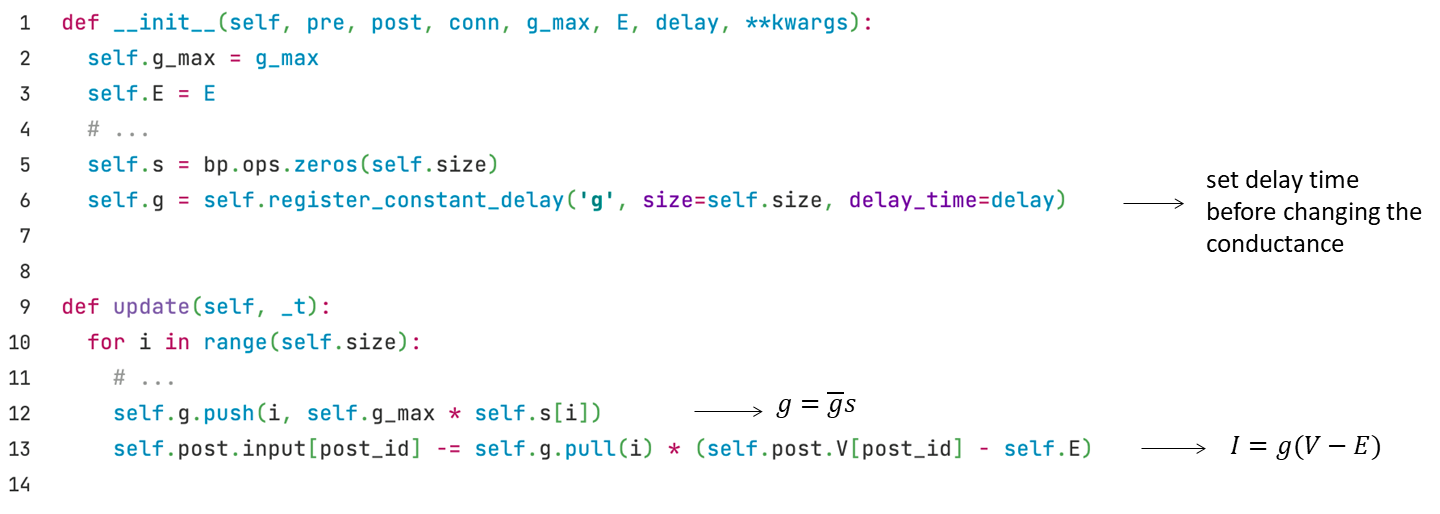 1 def __init__(self, pre, post, conn, g_max, E, delay, **kwargs):
2 self.g_max = g_max
3 self.E = E
4 # ...
5 self.s = bp.ops.zeros(self.size)
6 self.g = self.register_constant_delay('g', size=self.size, delay_time=delay)
set delay time
before changing the
conductance
7
8
9 def update(self, _t):
10 for i in range(self.size):
11 # ...
12 self.g.push(i, self.g_max * self.s[i])
g = g̅s
13 self.post.input[post_id] -= self.g.pull(i) * (self.post.V[post_id] - self.E)
I = g(V − E)
14